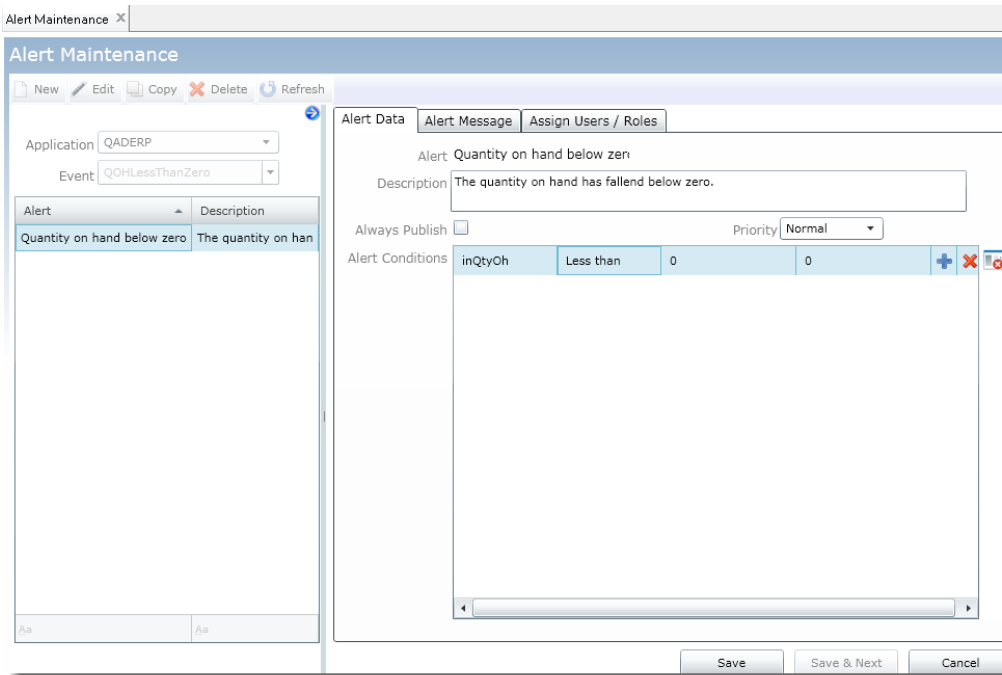 Alert Maintenance X
Alert Maintenance
New Edit Copy Delete Refresh
Application QADERP
Event QOHLessThanZero
Alert Description
Quantity on hand below zero The quantity on han
Aa Aa
Alert Data Alert Message Assign Users / Roles
Alert Quantity on hand below zer
Description The quantity on hand has fallend below zero.
Always Publish Priority Normal
Alert Conditions inQtyOh Less than 0 0
Save Save & Next Cancel